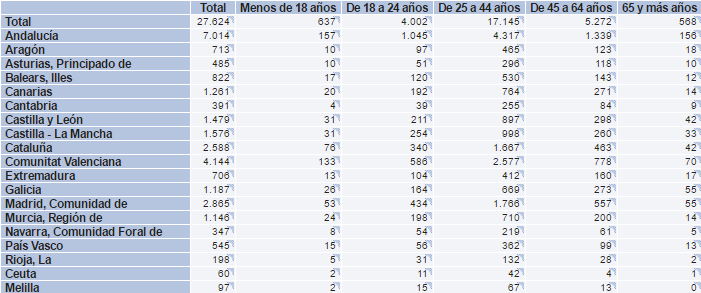 Total Menos de 18 años De 18 a 24 años De 25 a 44 años De 45 a 64 años 65 y más años
Total 27.624 637 4.002 17.145 5.272 568
Andalucía 7.014 157 1.045 4.317 1.339 156
Aragón 713 10 97 465 123 18
Asturias, Principado de 485 10 51 296 118 10
Balears, Illes 822 17 120 530 143 12
Canarias 1.261 20 192 764 271 14
Cantabria 391 4 39 255 84 9
Castilla y León 1.479 31 211 897 298 42
Castilla - La Mancha 1.576 31 254 998 260 33
Cataluña 2.588 76 340 1.667 463 42
Comunitat Valenciana 4.144 133 586 2.577 778 70
Extremadura 706 13 104 412 160 17
Galicia 1.187 26 164 669 273 55
Madrid, Comunidad de 2.865 53 434 1.766 557 55
Murcia, Región de 1.146 24 198 710 200 14
Navarra, Comunidad Foral de 347 8 54 219 61 5
País Vasco 545 15 56 362 99 13
Rioja, La 198 5 31 132 28 2
Ceuta 60 2 11 42 4 1
Melilla 97 2 15 67 13 0